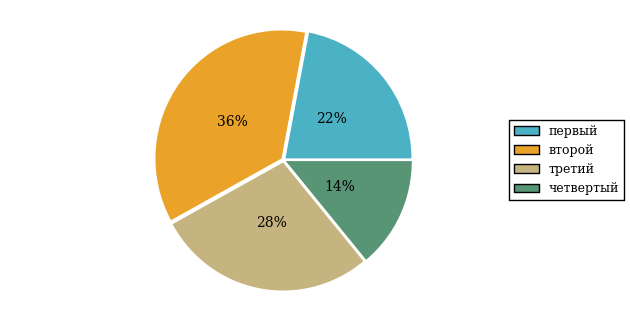 36%
22%
14%
28%
первый
второй
третий
четвертый